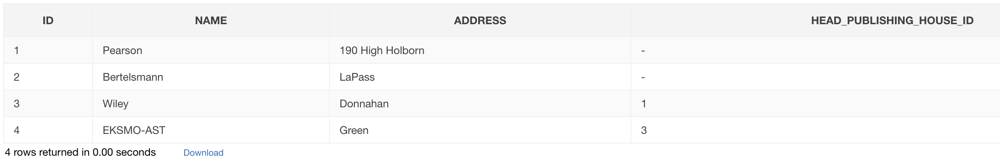 ID NAME ADDRESS HEAD_PUBLISHING_HOUSE_ID
1 Pearson 190 High Holborn -
2 Bertelsmann LaPass -
3 Wiley Donnahan 1
4 EKSMO-AST Green 3
4 rows returned in 0.00 seconds Download